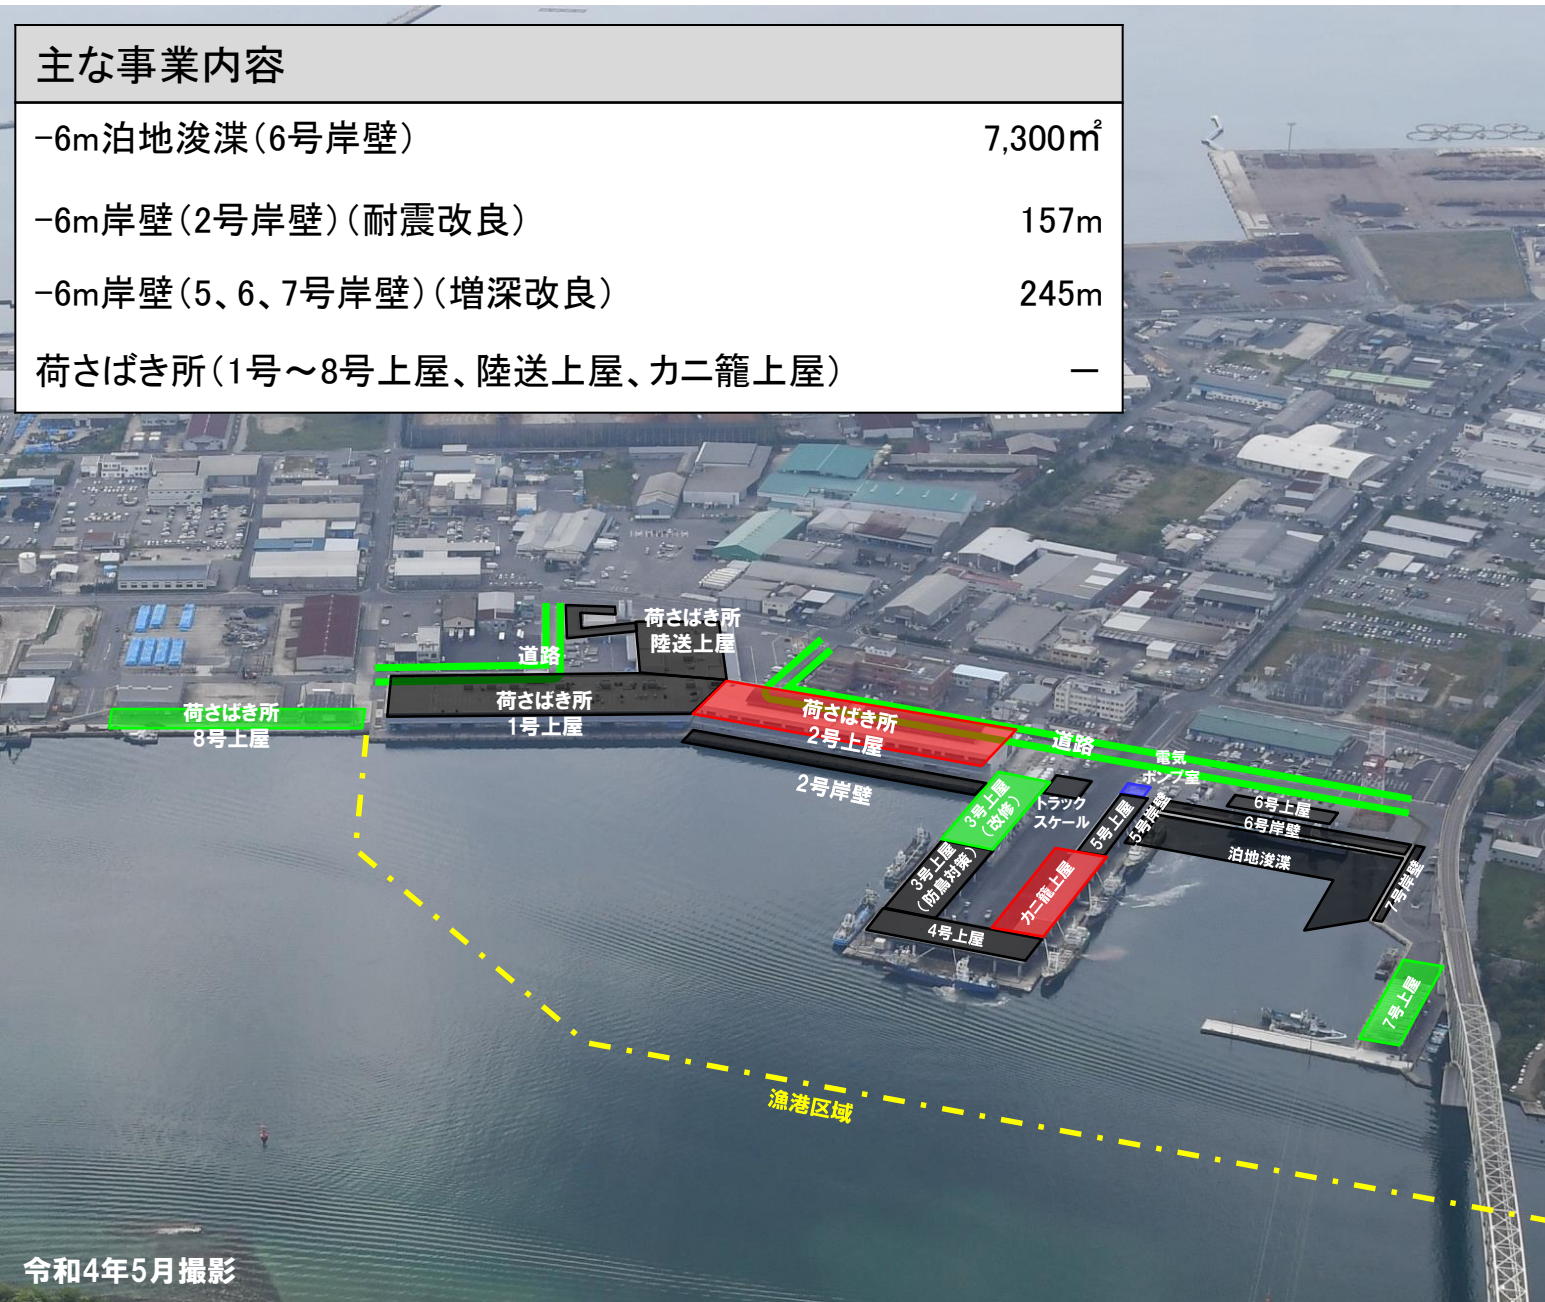 主な事業内容
-6m泊地浚渫(6号岸壁) 7,300㎡
-6m岸壁(2号岸壁)(耐震改良) 157m
-6m岸壁(5、6、7号岸壁)(増深改良) 245m
荷さばき所(1号～8号上屋、陸送上屋、カニ籠上屋) －
荷さばき所
陸送上屋
道路
荷さばき所
1号上屋
荷さばき所
8号上屋
荷さばき所
2号上屋
道路
2号岸壁
電気
ポンプ室
トラック
スケール
3号上屋
(改修)
3号上屋
(防鳥対策)
4号上屋
カニ籠上屋
5号上屋
5号岸壁
6号上屋
6号岸壁
泊地浚渫
7号岸壁
7号上屋
漁港区域
令和4年5月撮影